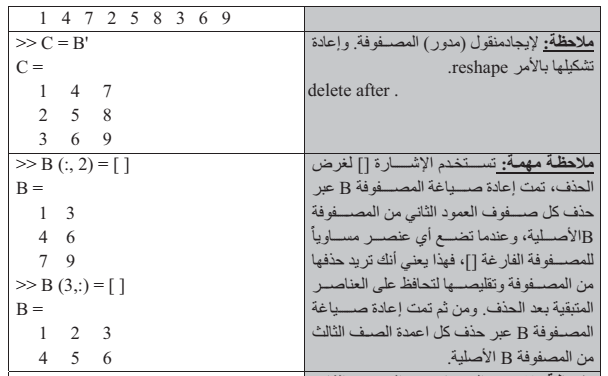 1 4 7 2 5 8 3 6 9
>> C = B'
C =
1 4 7
2 5 8
3 6 9
ملاحظة: لإيجادمنقول (مدور) المصفوفة. وإعادة
تشكيلها بالأمر reshape.
delete after .
>> B (:, 2) = [ ]
B =
1 3
4 6
7 9
>> B (3,:) = [ ]
B =
1 2 3
4 5 6
ملاحظة مهمة: تستخدم الإشارة [] لغرض
الحذف، تمت إعادة صياغة المصفوفة B عبر
حذف كل صفوف العمود الثاني من المصفوفة
Bالأصلية، وعندما تضع أي عنصر مساوياً
للمصفوفة الفارغة []، فهذا يعني أنك تريد حذفها
من المصفوفة وتقليصها لتحافظ على العناصر
المتبقية بعد الحذف. ومن ثم تمت إعادة صياغة
المصفوفة B عبر حذف كل اعمدة الصف الثالث
من المصفوفة B الأصلية.